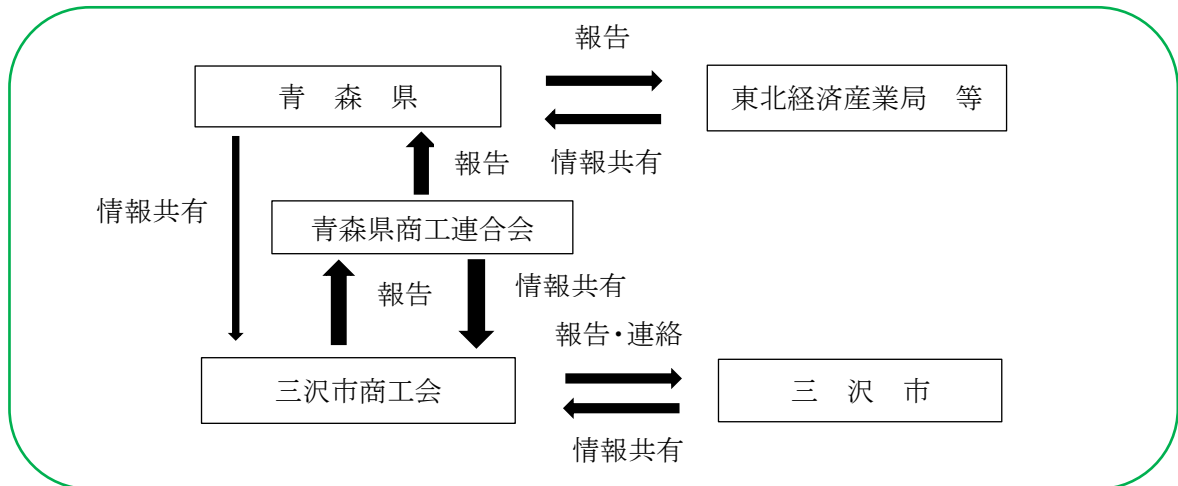 報告
青　森　県
東北経済産業局　等
報告
情報共有
情報共有
青森県商工連合会
報告
情報共有
報告・連絡
三沢市商工会
三　沢　市
情報共有